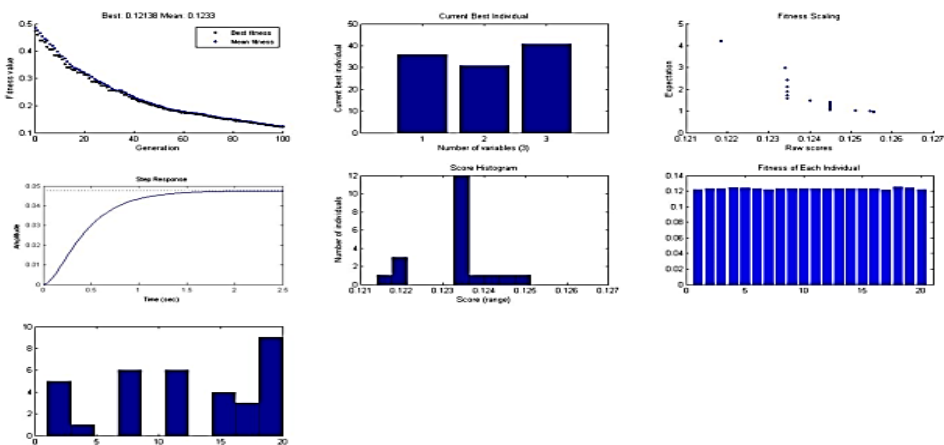 Best: 0.12138 Mean: 0.1233
Fitness value
0.5
0.4
0.3
0.2
0.1
Best fitness
Mean fitness
0 20 40 60 80 100
Generation
Current Best Individual
Current best individual
50
40
30
20
10
0
1 2 3
Number of variables (3)
Fitness Scaling
Expectation
5
4
3
2
1
0
0.121 0.122 0.123 0.124 0.125 0.126 0.127
Raw scores
Step Response
Amplitude
0.05
0.04
0.03
0.02
0.01
0
0 0.5 1 1.5 2 2.5
Time (sec)
Score Histogram
Number of individuals
12
10
8
6
4
2
0
0.121 0.122 0.123 0.124 0.125 0.126 0.127
Score (range)
Fitness of Each Individual
0.14
0.12
0.1
0.08
0.06
0.04
0.02
0
0 5 10 15 20
10
8
6
4
2
0
0 5 10 15 20